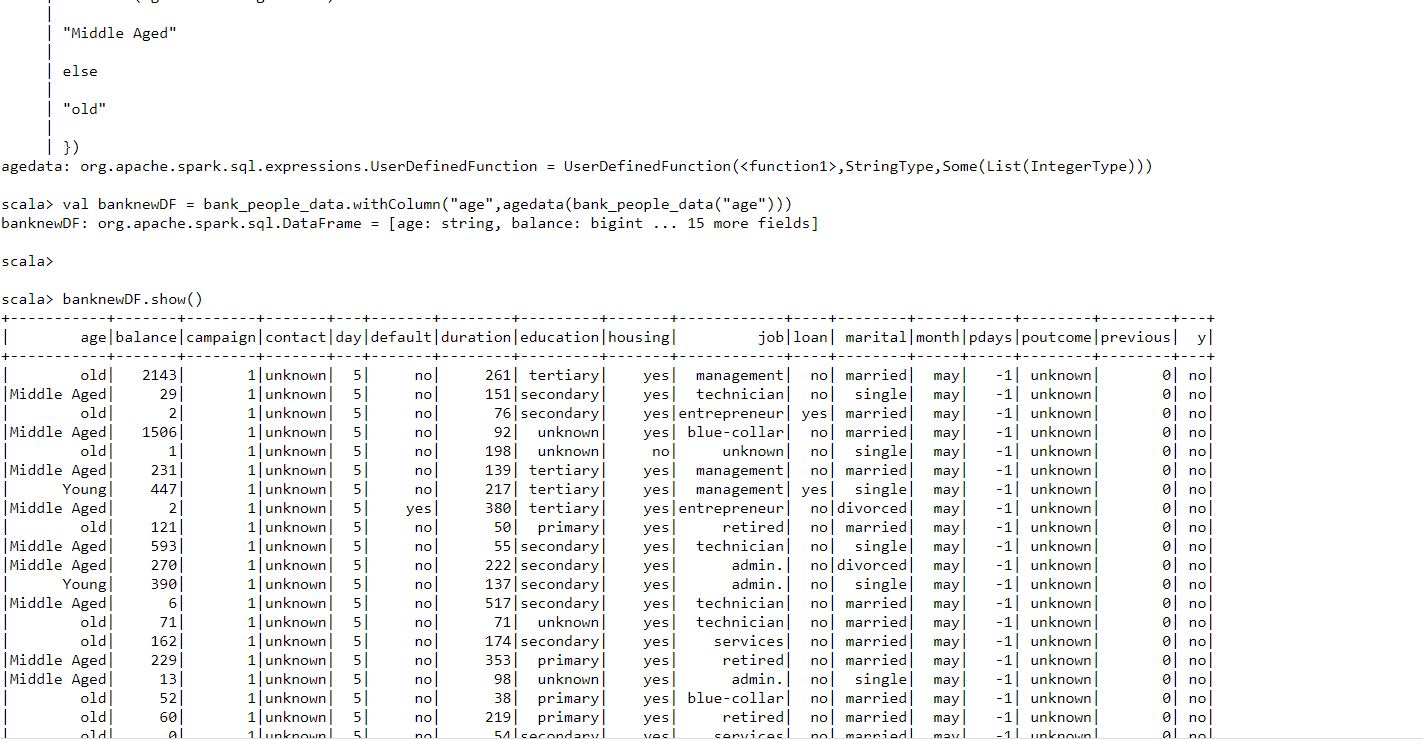 |
| "Middle Aged"
|
| else
|
| "old"
|
| })
agedata: org.apache.spark.sql.expressions.UserDefinedFunction = UserDefinedFunction(<function1>,StringType,Some(List(IntegerType)))
scala> val banknewDF = bank_people_data.withColumn("age",agedata(bank_people_data("age")))
banknewDF: org.apache.spark.sql.DataFrame = [age: string, balance: bigint ... 15 more fields]
scala>
scala> banknewDF.show()
+-----------+-------+--------+-------+---+-------+--------+---------+-------+------------+----+--------+-----+-----+--------+--------+---+
|        age|balance|campaign|contact|day|default|duration|education|housing|         job|loan| marital|month|pdays|poutcome|previous|  y|
+-----------+-------+--------+-------+---+-------+--------+---------+-------+------------+----+--------+-----+-----+--------+--------+---+
|        old|   2143|       1|unknown|  5|     no|     261| tertiary|    yes|  management|  no| married|  may|   -1| unknown|       0| no|
|Middle Aged|     29|       1|unknown|  5|     no|     151|secondary|    yes|  technician|  no|  single|  may|   -1| unknown|       0| no|
|        old|      2|       1|unknown|  5|     no|      76|secondary|    yes|entrepreneur| yes| married|  may|   -1| unknown|       0| no|
|Middle Aged|   1506|       1|unknown|  5|     no|      92|  unknown|    yes| blue-collar|  no| married|  may|   -1| unknown|       0| no|
|        old|      1|       1|unknown|  5|     no|     198|  unknown|     no|     unknown|  no|  single|  may|   -1| unknown|       0| no|
|Middle Aged|    231|       1|unknown|  5|     no|     139| tertiary|    yes|  management|  no| married|  may|   -1| unknown|       0| no|
|      Young|    447|       1|unknown|  5|     no|     217| tertiary|    yes|  management| yes|  single|  may|   -1| unknown|       0| no|
|Middle Aged|      2|       1|unknown|  5|    yes|     380| tertiary|    yes|entrepreneur|  no|divorced|  may|   -1| unknown|       0| no|
|        old|    121|       1|unknown|  5|     no|      50|  primary|    yes|     retired|  no| married|  may|   -1| unknown|       0| no|
|Middle Aged|    593|       1|unknown|  5|     no|      55|secondary|    yes|  technician|  no|  single|  may|   -1| unknown|       0| no|
|Middle Aged|    270|       1|unknown|  5|     no|     222|secondary|    yes|      admin.|  no|divorced|  may|   -1| unknown|       0| no|
|      Young|    390|       1|unknown|  5|     no|     137|secondary|    yes|      admin.|  no|  single|  may|   -1| unknown|       0| no|
|Middle Aged|      6|       1|unknown|  5|     no|     517|secondary|    yes|  technician|  no| married|  may|   -1| unknown|       0| no|
|        old|     71|       1|unknown|  5|     no|      71|  unknown|    yes|  technician|  no| married|  may|   -1| unknown|       0| no|
|        old|    162|       1|unknown|  5|     no|     174|secondary|    yes|    services|  no| married|  may|   -1| unknown|       0| no|
|Middle Aged|    229|       1|unknown|  5|     no|     353|  primary|    yes|     retired|  no| married|  may|   -1| unknown|       0| no|
|Middle Aged|     13|       1|unknown|  5|     no|      98|  unknown|    yes|      admin.|  no|  single|  may|   -1| unknown|       0| no|
|        old|     52|       1|unknown|  5|     no|      38|  primary|    yes| blue-collar|  no| married|  may|   -1| unknown|       0| no|
|        old|     60|       1|unknown|  5|     no|     219|  primary|    yes|     retired|  no| married|  may|   -1| unknown|       0| no|
|        old|      0|       1|unknown|  5|     no|      54|secondary|    yes|    services|  no| married|  may|   -1| unknown|       0| no|